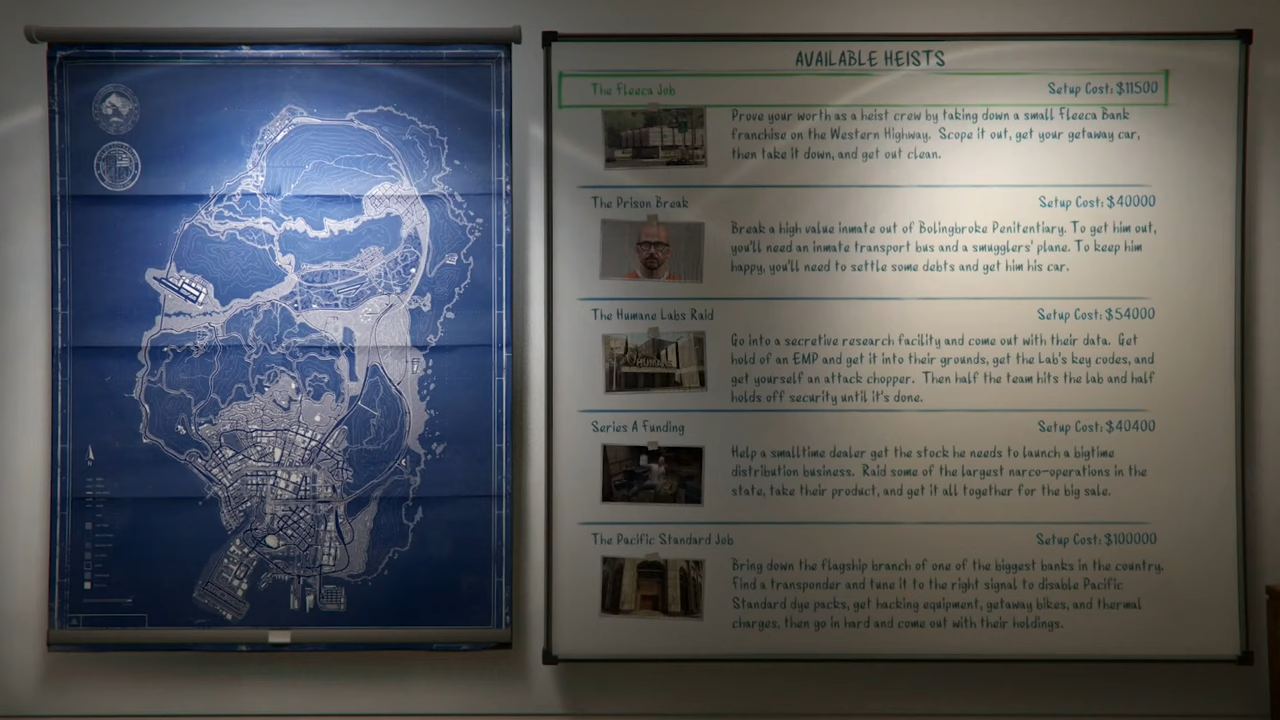 AVAILABLE HEISTS
The Fleeca Job Setup Cost: $11500
Prove your worth as a heist crew by taking down a small Fleeca Bank
franchise on the Western Highway. Scope it out, get your getaway car,
then take it down, and get out clean.
The Prison Break Setup Cost: $40000
Break a high value inmate out of Bolingbroke Penitentiary. To get him out,
you'll need an inmate transport bus and a smugglers' plane. To keep him
happy, you'll need to settle some debts and get him his car.
The Humane Labs Raid Setup Cost: $54000
Go into a secretive research facility and come out with their data. Get
hold of an EMP and get it into their grounds, get the Lab's key codes, and
get yourself an attack chopper. Then half the team hits the lab and half
holds off security until it's done.
HUMANE
Series A Funding Setup Cost: $40400
Help a smalltime dealer get the stock he needs to launch a bigtime
distribution business. Raid some of the largest narco-operations in the
state, take their product, and get it all together for the big sale.
The Pacific Standard Job Setup Cost: $100000
Bring down the flagship branch of one of the biggest banks in the country.
Find a transponder and tune it to the right signal to disable Pacific
Standard dye packs, get hacking equipment, getaway bikes, and thermal
charges, then go in hard and come out with their holdings.
N